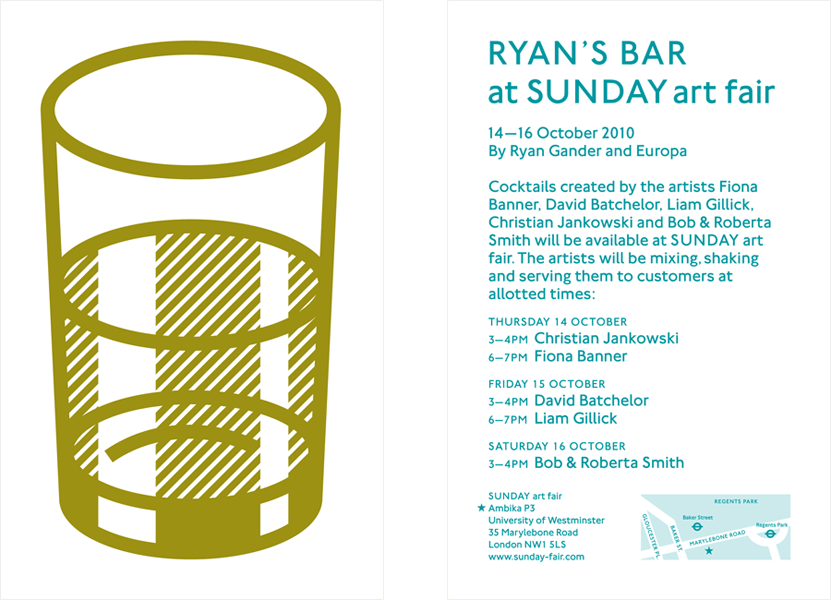 RYAN'S BAR
at SUNDAY art fair
14—16 October 2010
By Ryan Gander and Europa
Cocktails created by the artists Fiona
Banner, David Batchelor, Liam Gillick,
Christian Jankowski and Bob & Roberta
Smith will be available at SUNDAY art
fair. The artists will be mixing, shaking
and serving them to customers at
allotted times:
THURSDAY 14 OCTOBER
3—4PM Christian Jankowski
6—7PM Fiona Banner
FRIDAY 15 OCTOBER
3—4PM David Batchelor
6—7PM Liam Gillick
SATURDAY 16 OCTOBER
3—4PM Bob & Roberta Smith
SUNDAY art fair
Ambika P3
University of Westminster
35 Marylebone Road
London NW1 5LS
www.sunday-fair.com
REGENTS PARK
Baker Street
Regents Park
GLOUCESTER PL.
BAKER ST.
MARYLEBONE ROAD